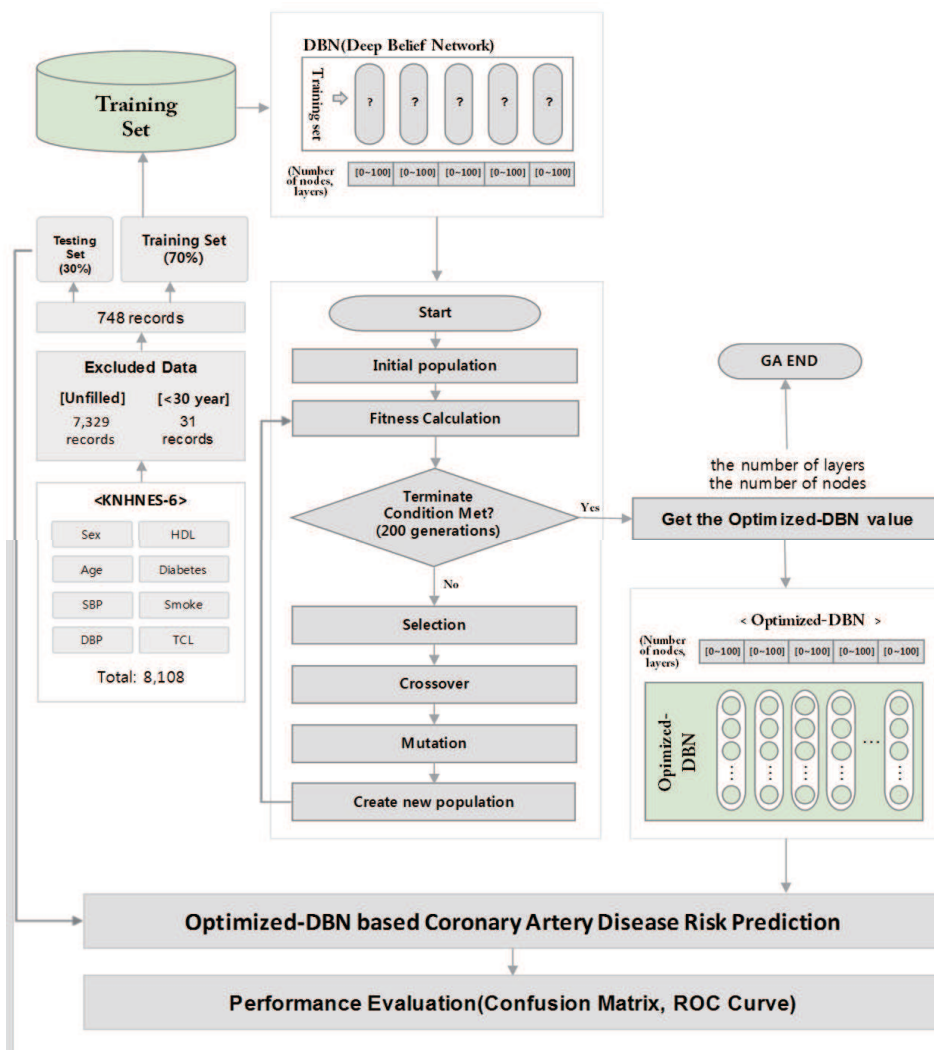 DBN(Deep Belief Network)
Training set
?
?
?
?
?
(Number
of nodes,
layers)
[0~100]
[0~100]
[0~100]
[0~100]
[0~100]
Training
Set
Testing
Set
(30%)
Training Set
(70%)
748 records
Excluded Data
[Unfilled]
7,329
records
[<30 year]
31
records
<KNHNES-6>
Sex
HDL
Age
Diabetes
SBP
Smoke
DBP
TCL
Total: 8,108
Start
Initial population
Fitness Calculation
Terminate
Condition Met?
(200 generations)
Yes
No
Selection
Crossover
Mutation
Create new population
GA END
the number of layers
the number of nodes
Get the Optimized-DBN value
< Optimized-DBN >
(Number
of nodes,
layers)
[0~100]
[0~100]
[0~100]
[0~100]
[0~100]
Opimized-
DBN
...
Optimized-DBN based Coronary Artery Disease Risk Prediction
Performance Evaluation(Confusion Matrix, ROC Curve)